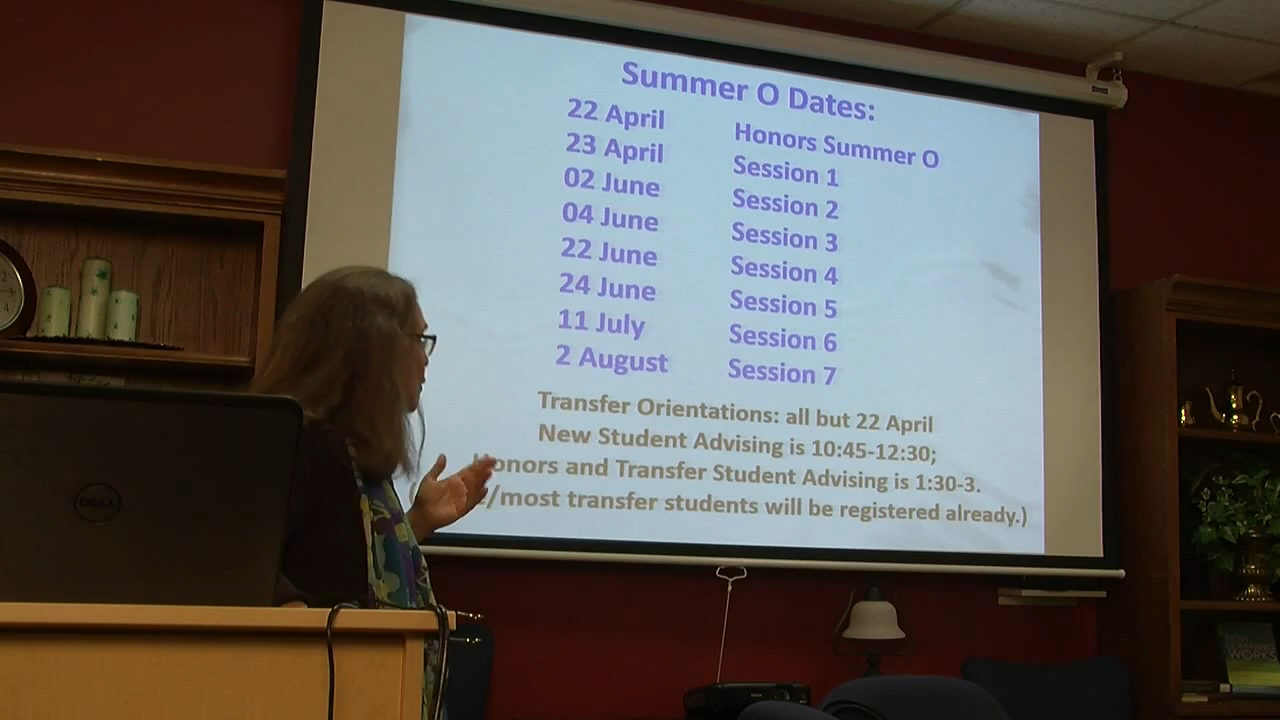 Summer O Dates:
22 April Honors Summer O
23 April Session 1
02 June Session 2
04 June Session 3
22 June Session 4
24 June Session 5
11 July Session 6
2 August Session 7
Transfer Orientations: all but 22 April
New Student Advising is 10:45-12:30;
Honors and Transfer Student Advising is 1:30-3.
/most transfer students will be registered already.)
DELL